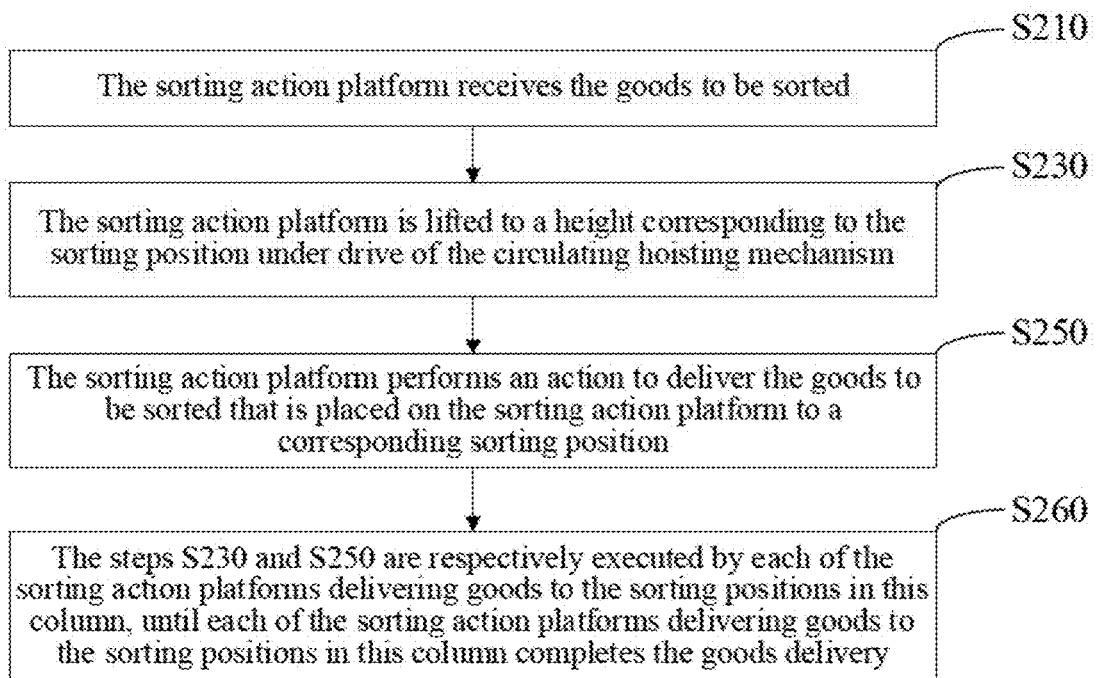 S210
The sorting action platform receives the goods to be sorted
S230
The sorting action platform is lifted to a height corresponding to the
sorting position under drive of the circulating hoisting mechanism
S250
The sorting action platform performs an action to deliver the goods to
be sorted that is placed on the sorting action platform to a
corresponding sorting position
S260
The steps S230 and S250 are respectively executed by each of the
sorting action platforms delivering goods to the sorting positions in this
column, until each of the sorting action platforms delivering goods to
the sorting positions in this column completes the goods delivery